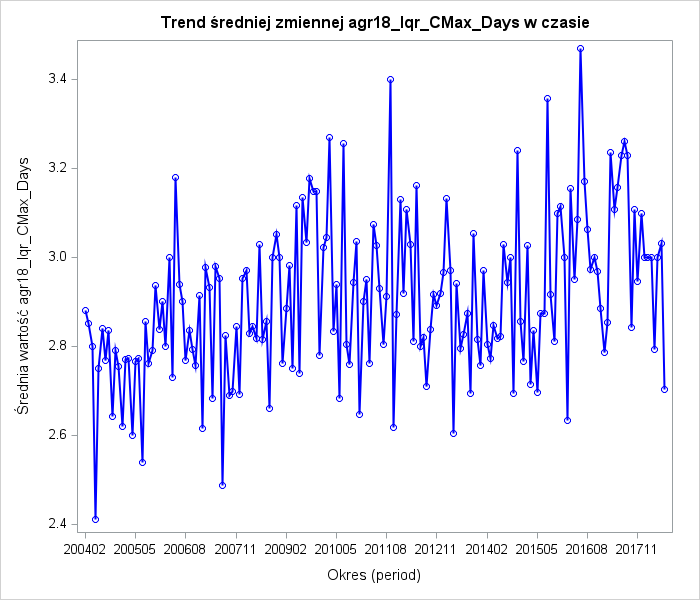 Trend średniej zmiennej agr18_Iqr_CMax_Days w czasie
3.4
3.2
3.0
2.8
2.6
2.4
Średnia wartość agr18_Iqr_CMax_Days
200402 200505 200608 200711 200902 201005 201108 201211 201402 201505 201608 201711
Okres (period)